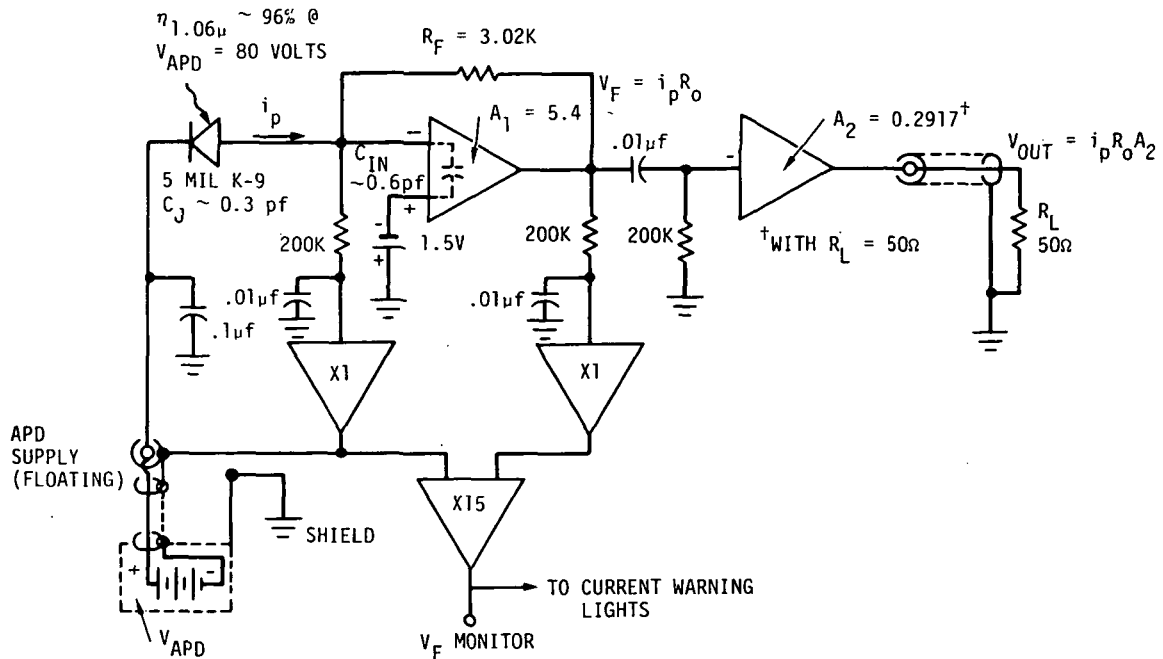 η1.06μ ~ 96% @
VAPD = 80 VOLTS
RF = 3.02K
VF = ipRo
ip
A1 = 5.4
A2 = 0.2917†
VOUT = ipRoA2
.01μf
CIN
~0.6pf
-
+
-
5 MIL K-9
CJ ~ 0.3 pf
200K
-
+
1.5V
200K
200K
†WITH RL = 50Ω
RL
50Ω
.01μf
.01μf
.1μf
X1
X1
APD
SUPPLY
(FLOATING)
X15
SHIELD
+
-
TO CURRENT WARNING
LIGHTS
VAPD
VF MONITOR